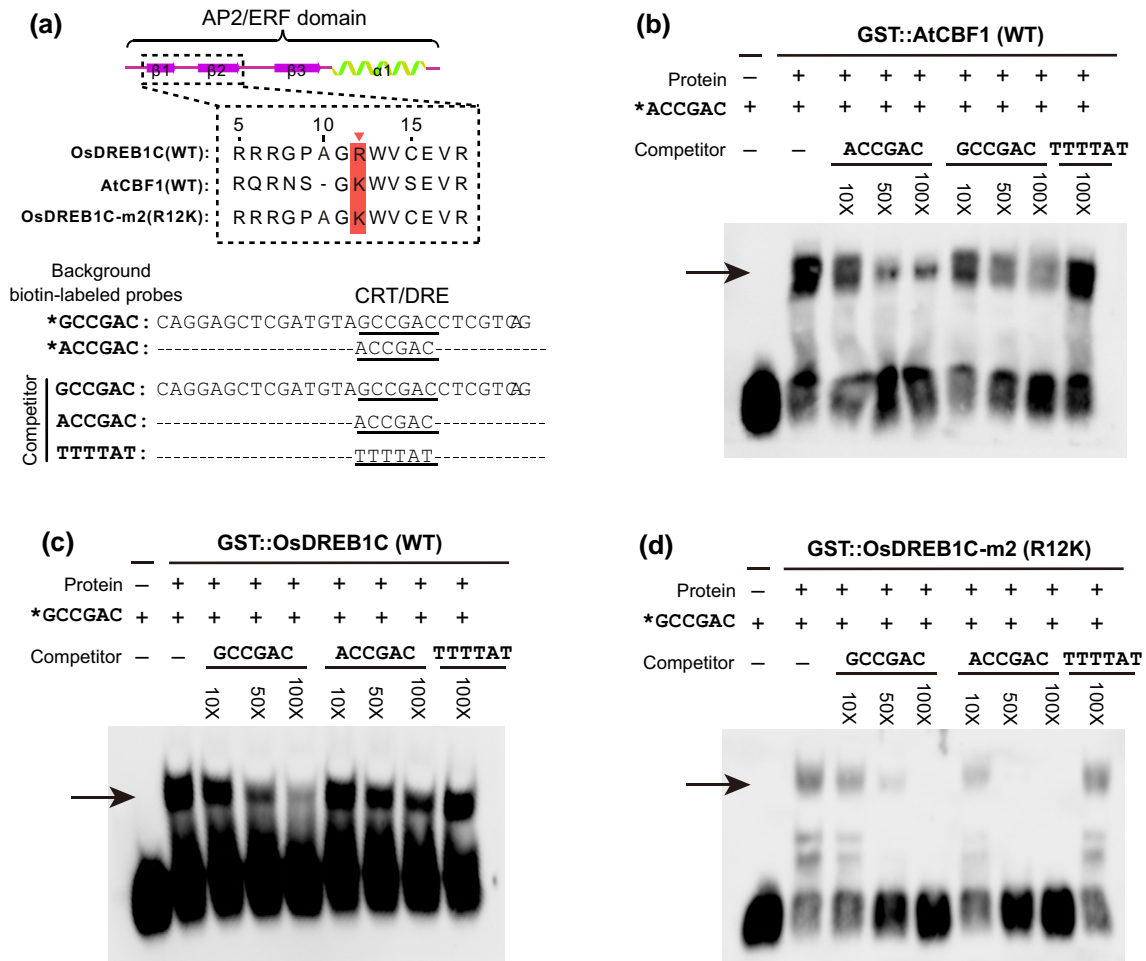 (a)
AP2/ERF domain
β1 β2 β3 α1
5 10 15
OsDREB1C(WT): R R R G P A G R W V C E V R
AtCBF1(WT): R Q R N S - G K W V S E V R
OsDREB1C-m2(R12K): R R R G P A G K W V C E V R
Background
biotin-labeled probes
CRT/DRE
*GCCGAC: CAGGAGCTCGATGTAGCCGACCTCGTCAG
*ACCGAC: ----------ACCGAC----------
Competitor
GCCGAC: CAGGAGCTCGATGTAGCCGACCTCGTCAG
ACCGAC: ----------ACCGAC----------
TTTTAT: ----------TTTTAT----------
(b)
GST::AtCBF1 (WT)
– 
Protein – + + + + + + + +
*ACCGAC + + + + + + + + +
Competitor – – ACCGAC GCCGAC TTTTAT
10X 50X 100X 10X 50X 100X 100X
(c)
GST::OsDREB1C (WT)
Protein – + + + + + + + +
*GCCGAC + + + + + + + + +
Competitor – – GCCGAC ACCGAC TTTTAT
10X 50X 100X 10X 50X 100X 100X
(d)
GST::OsDREB1C-m2 (R12K)
Protein – + + + + + + +
*GCCGAC + + + + + + + +
Competitor – – GCCGAC ACCGAC TTTTAT
10X 50X 100X 10X 50X 100X 100X